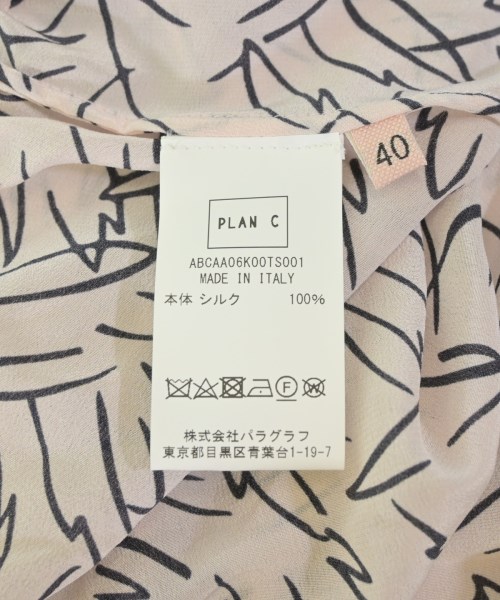 40
PLAN C
ABCAA06K00TS001
MADE IN ITALY
本体 シルク 100%
F W
株式会社パラグラフ
東京都目黒区青葉台1-19-7